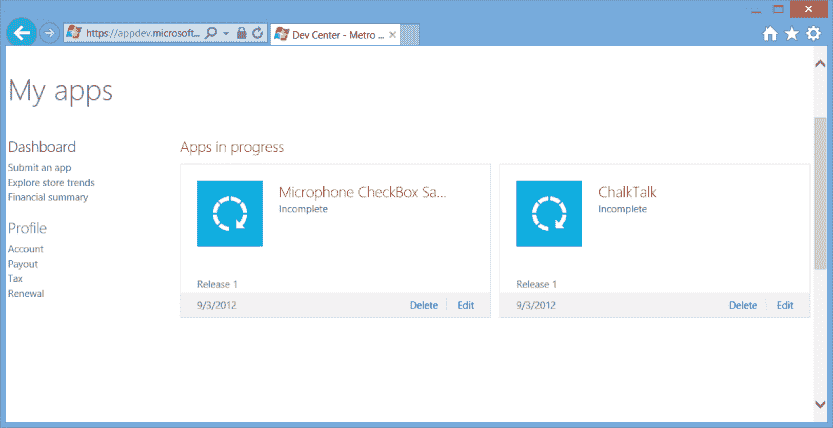 https://appdev.microsoft...
Dev Center - Metro ...
My apps
Dashboard
Submit an app
Explore store trends
Financial summary
Profile
Account
Payout
Tax
Renewal
Apps in progress
Microphone CheckBox Sa...
Incomplete
Release 1
9/3/2012
Delete
Edit
ChalkTalk
Incomplete
Release 1
9/3/2012
Delete
Edit